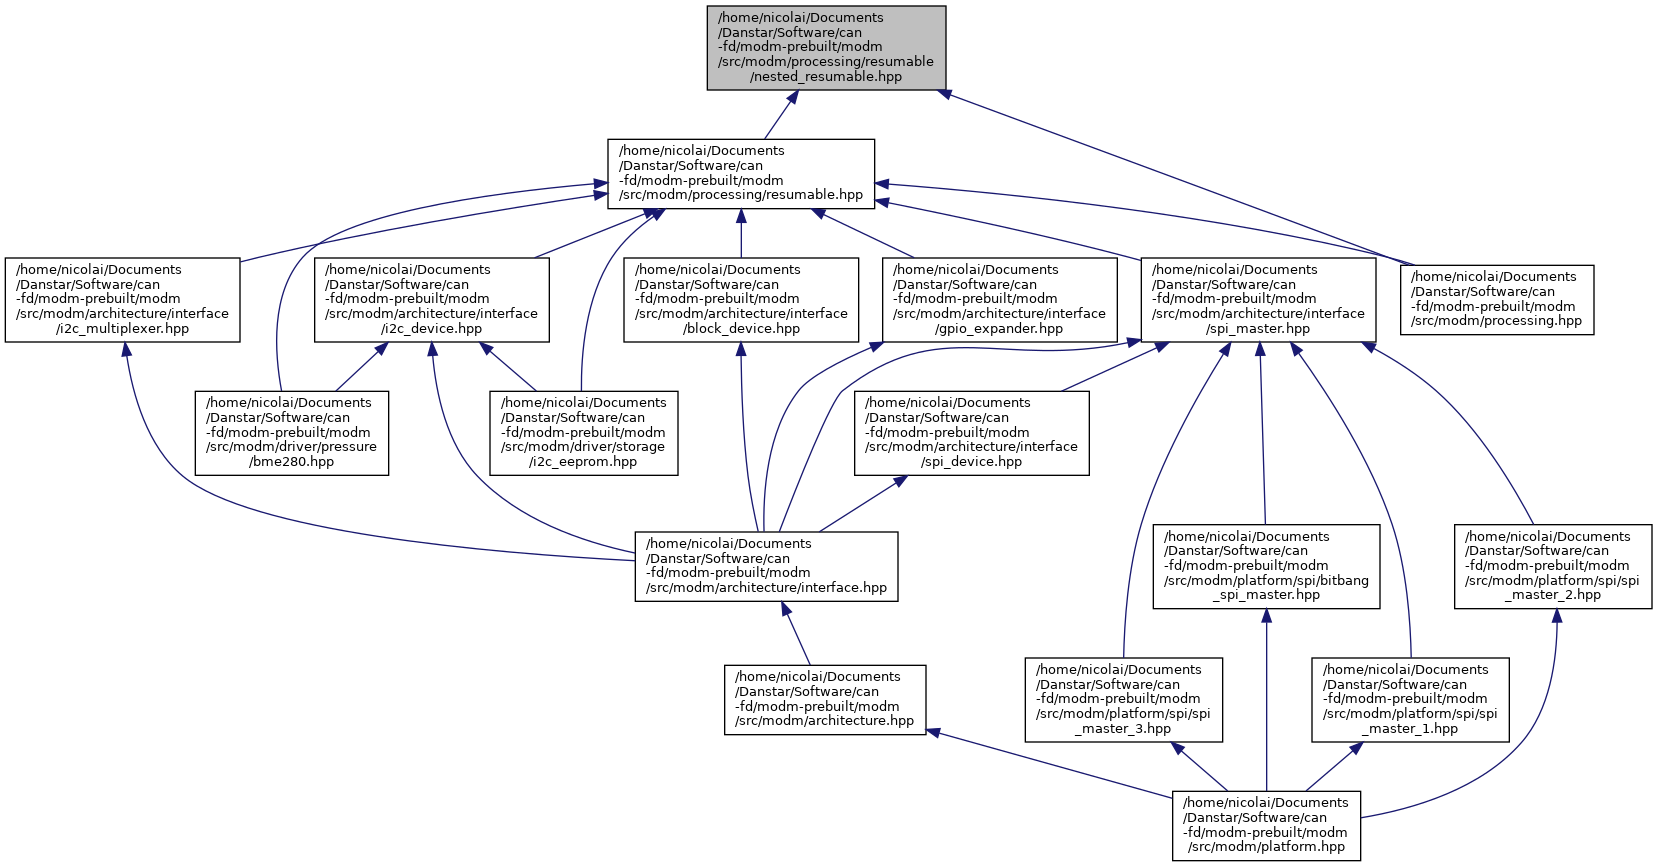 /home/nicolai/Documents
/Danstar/Software/can
-fd/modm-prebuilt/modm
/src/modm/processing/resumable
/nested_resumable.hpp
/home/nicolai/Documents
/Danstar/Software/can
-fd/modm-prebuilt/modm
/src/modm/processing/resumable.hpp
/home/nicolai/Documents
/Danstar/Software/can
-fd/modm-prebuilt/modm
/src/modm/architecture/interface
/i2c_multiplexer.hpp
/home/nicolai/Documents
/Danstar/Software/can
-fd/modm-prebuilt/modm
/src/modm/architecture/interface
/i2c_device.hpp
/home/nicolai/Documents
/Danstar/Software/can
-fd/modm-prebuilt/modm
/src/modm/architecture/interface
/block_device.hpp
/home/nicolai/Documents
/Danstar/Software/can
-fd/modm-prebuilt/modm
/src/modm/architecture/interface
/gpio_expander.hpp
/home/nicolai/Documents
/Danstar/Software/can
-fd/modm-prebuilt/modm
/src/modm/architecture/interface
/spi_master.hpp
/home/nicolai/Documents
/Danstar/Software/can
-fd/modm-prebuilt/modm
/src/modm/processing.hpp
/home/nicolai/Documents
/Danstar/Software/can
-fd/modm-prebuilt/modm
/src/modm/driver/pressure
/bme280.hpp
/home/nicolai/Documents
/Danstar/Software/can
-fd/modm-prebuilt/modm
/src/modm/driver/storage
/i2c_eeprom.hpp
/home/nicolai/Documents
/Danstar/Software/can
-fd/modm-prebuilt/modm
/src/modm/architecture/interface
/spi_device.hpp
/home/nicolai/Documents
/Danstar/Software/can
-fd/modm-prebuilt/modm
/src/modm/architecture/interface.hpp
/home/nicolai/Documents
/Danstar/Software/can
-fd/modm-prebuilt/modm
/src/modm/platform/spi/bitbang
_spi_master.hpp
/home/nicolai/Documents
/Danstar/Software/can
-fd/modm-prebuilt/modm
/src/modm/platform/spi/spi
_master_2.hpp
/home/nicolai/Documents
/Danstar/Software/can
-fd/modm-prebuilt/modm
/src/modm/architecture.hpp
/home/nicolai/Documents
/Danstar/Software/can
-fd/modm-prebuilt/modm
/src/modm/platform/spi/spi
_master_3.hpp
/home/nicolai/Documents
/Danstar/Software/can
-fd/modm-prebuilt/modm
/src/modm/platform/spi/spi
_master_1.hpp
/home/nicolai/Documents
/Danstar/Software/can
-fd/modm-prebuilt/modm
/src/modm/platform.hpp